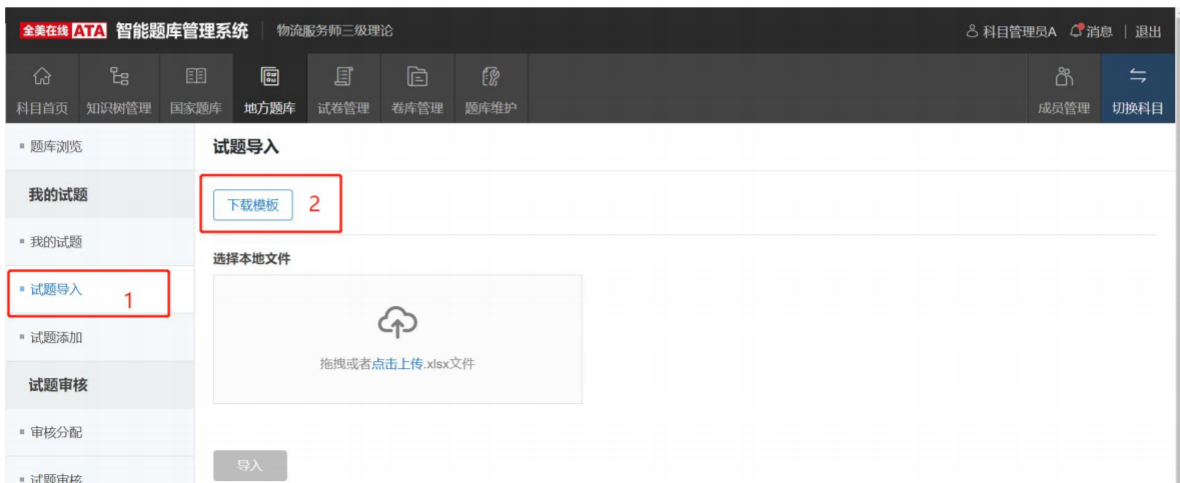 全美在线 ATA 智能题库管理系统 物流服务师三级理论 科目管理员A 消息 | 退出
科目首页 知识树管理 国家题库 地方题库 试卷管理 卷库管理 题库维护 成员管理 切换科目
题库浏览
试题导入
我的试题
下载模板 2
我的试题
选择本地文件
试题导入 1
试题添加
拖拽或者点击上传.xlsx文件
试题审核
审核分配
导入
试题审核